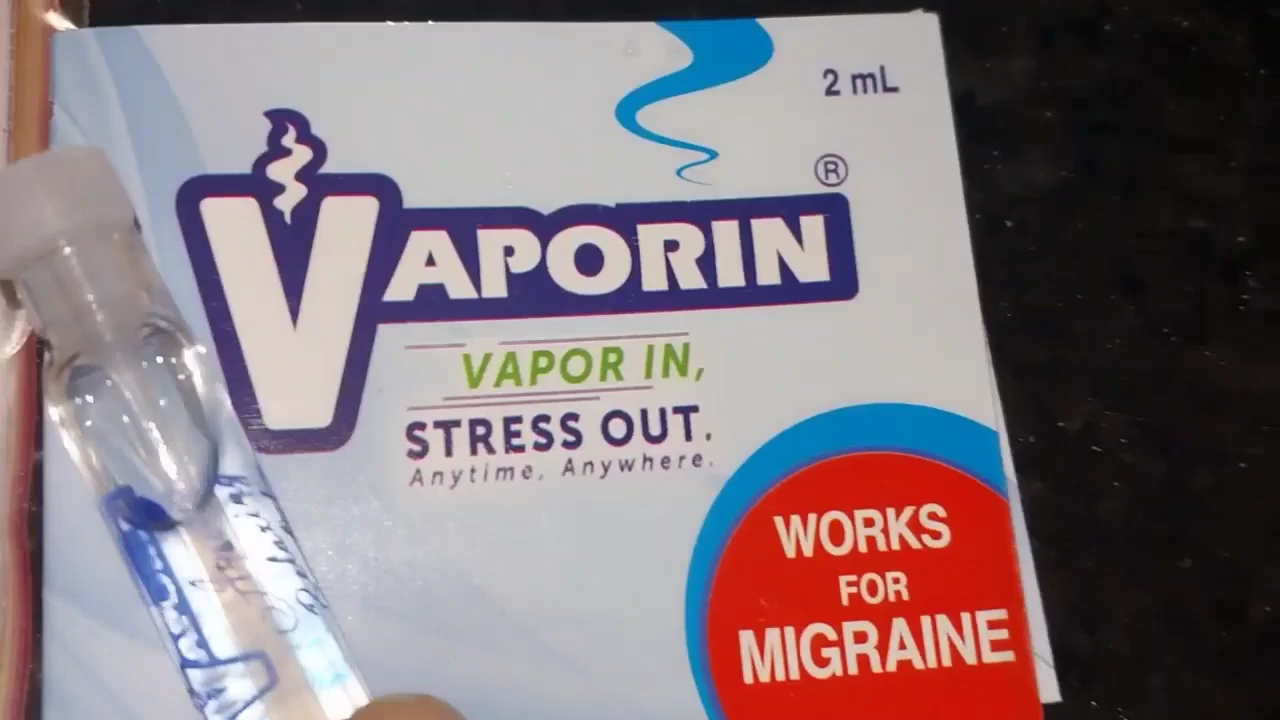 2 mL
®
VAPORIN
VAPOR IN,
STRESS OUT.
Anytime, Anywhere.
WORKS
FOR
MIGRAINE